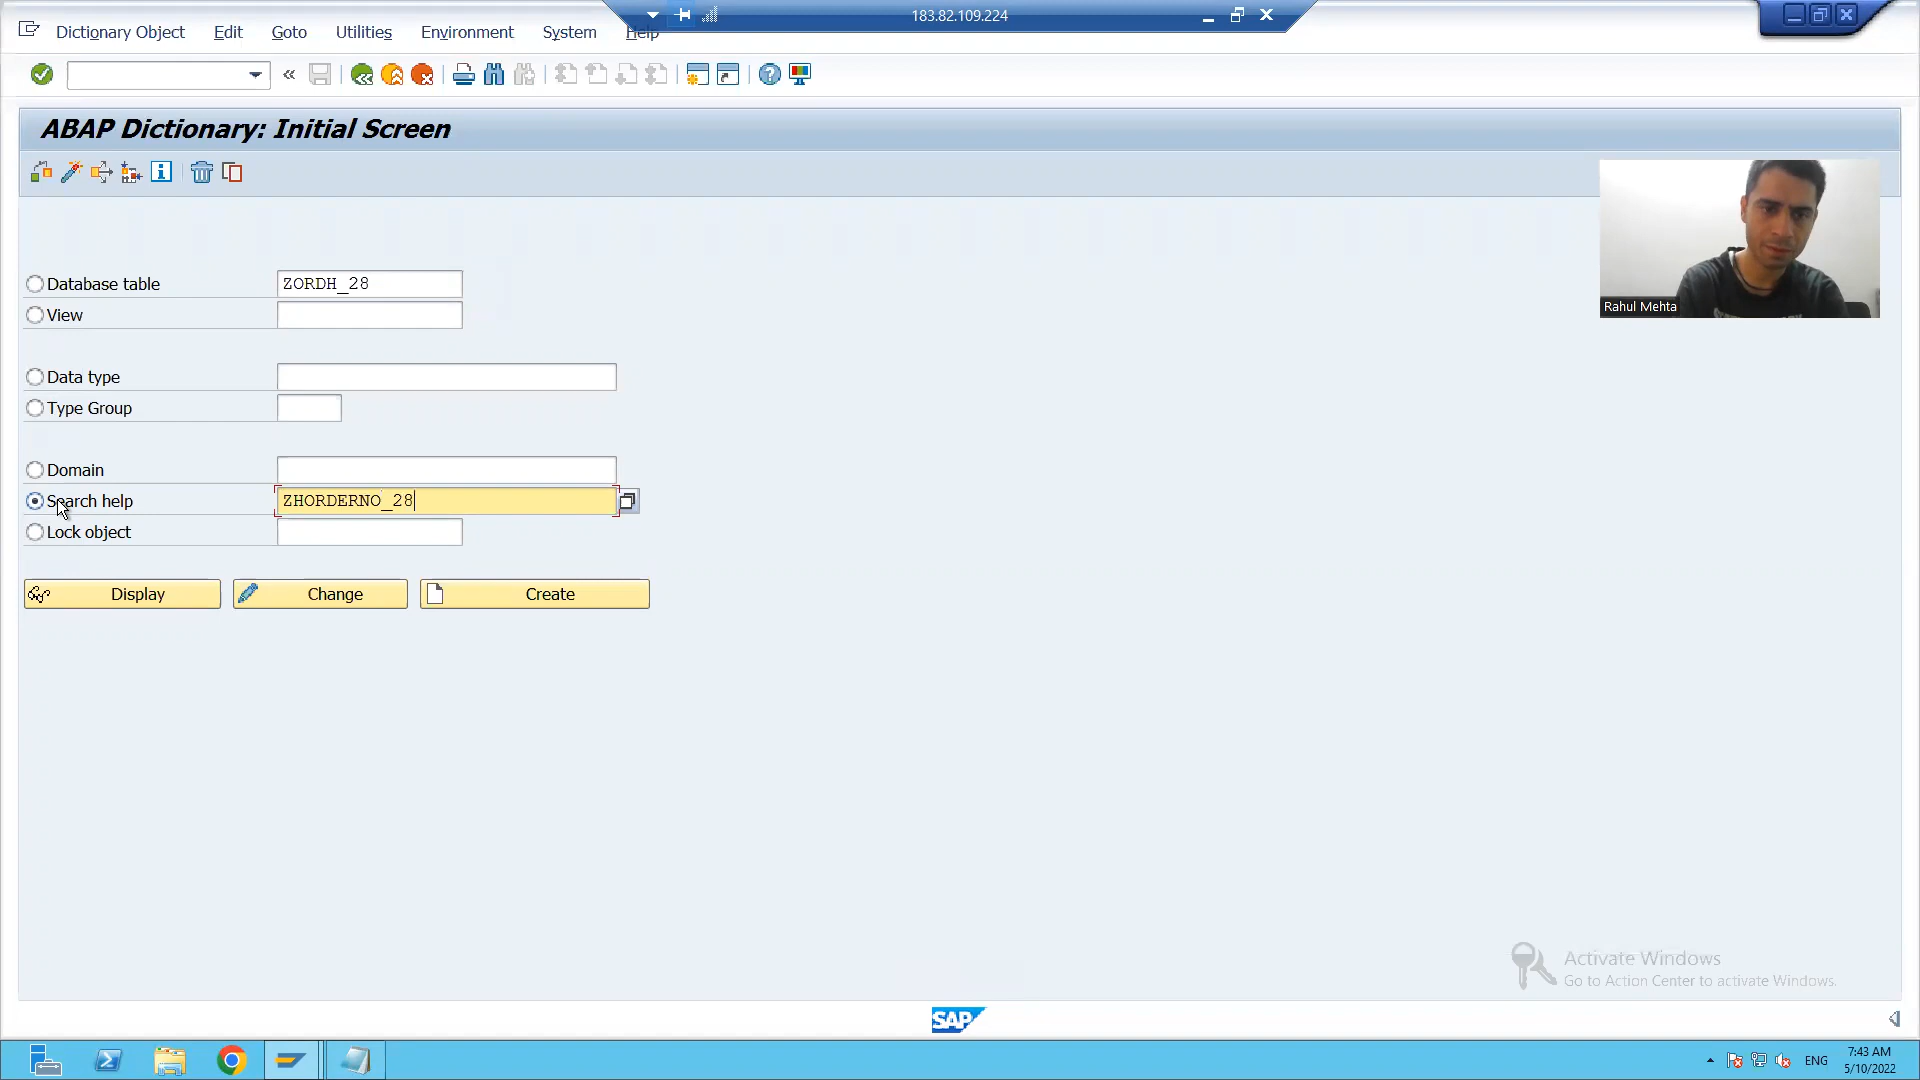 183.82.109.224
Dictionary Object Edit Goto Utilities Environment System Help
ABAP Dictionary: Initial Screen
Rahul Mehta
Database table ZORDH_28
View
Data type
Type Group
Domain
Search help ZHORDERNO_28
Lock object
Display Change Create
Activate Windows
Go to Action Center to activate Windows.
SAP
ENG 7:43 AM
5/10/2022